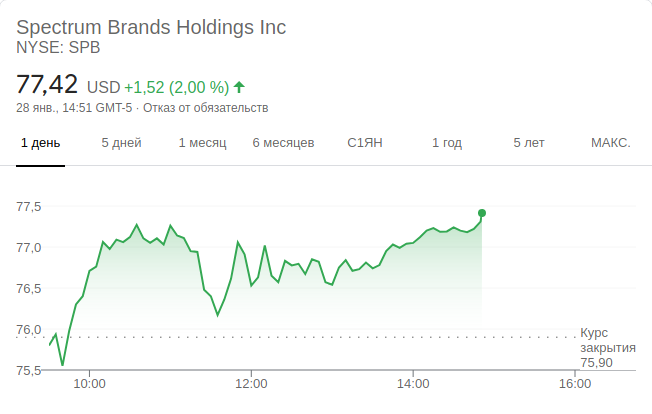 Spectrum Brands Holdings Inc
NYSE: SPB
77,42 USD +1,52 (2,00 %)
28 янв., 14:51 GMT-5 · Отказ от обязательств
1 день 5 дней 1 месяц 6 месяцев С1ЯН 1 год 5 лет МАКС.
77,5
77,0
76,5
76,0
Курс
закрытия
75,90
75,5
10:00 12:00 14:00 16:00